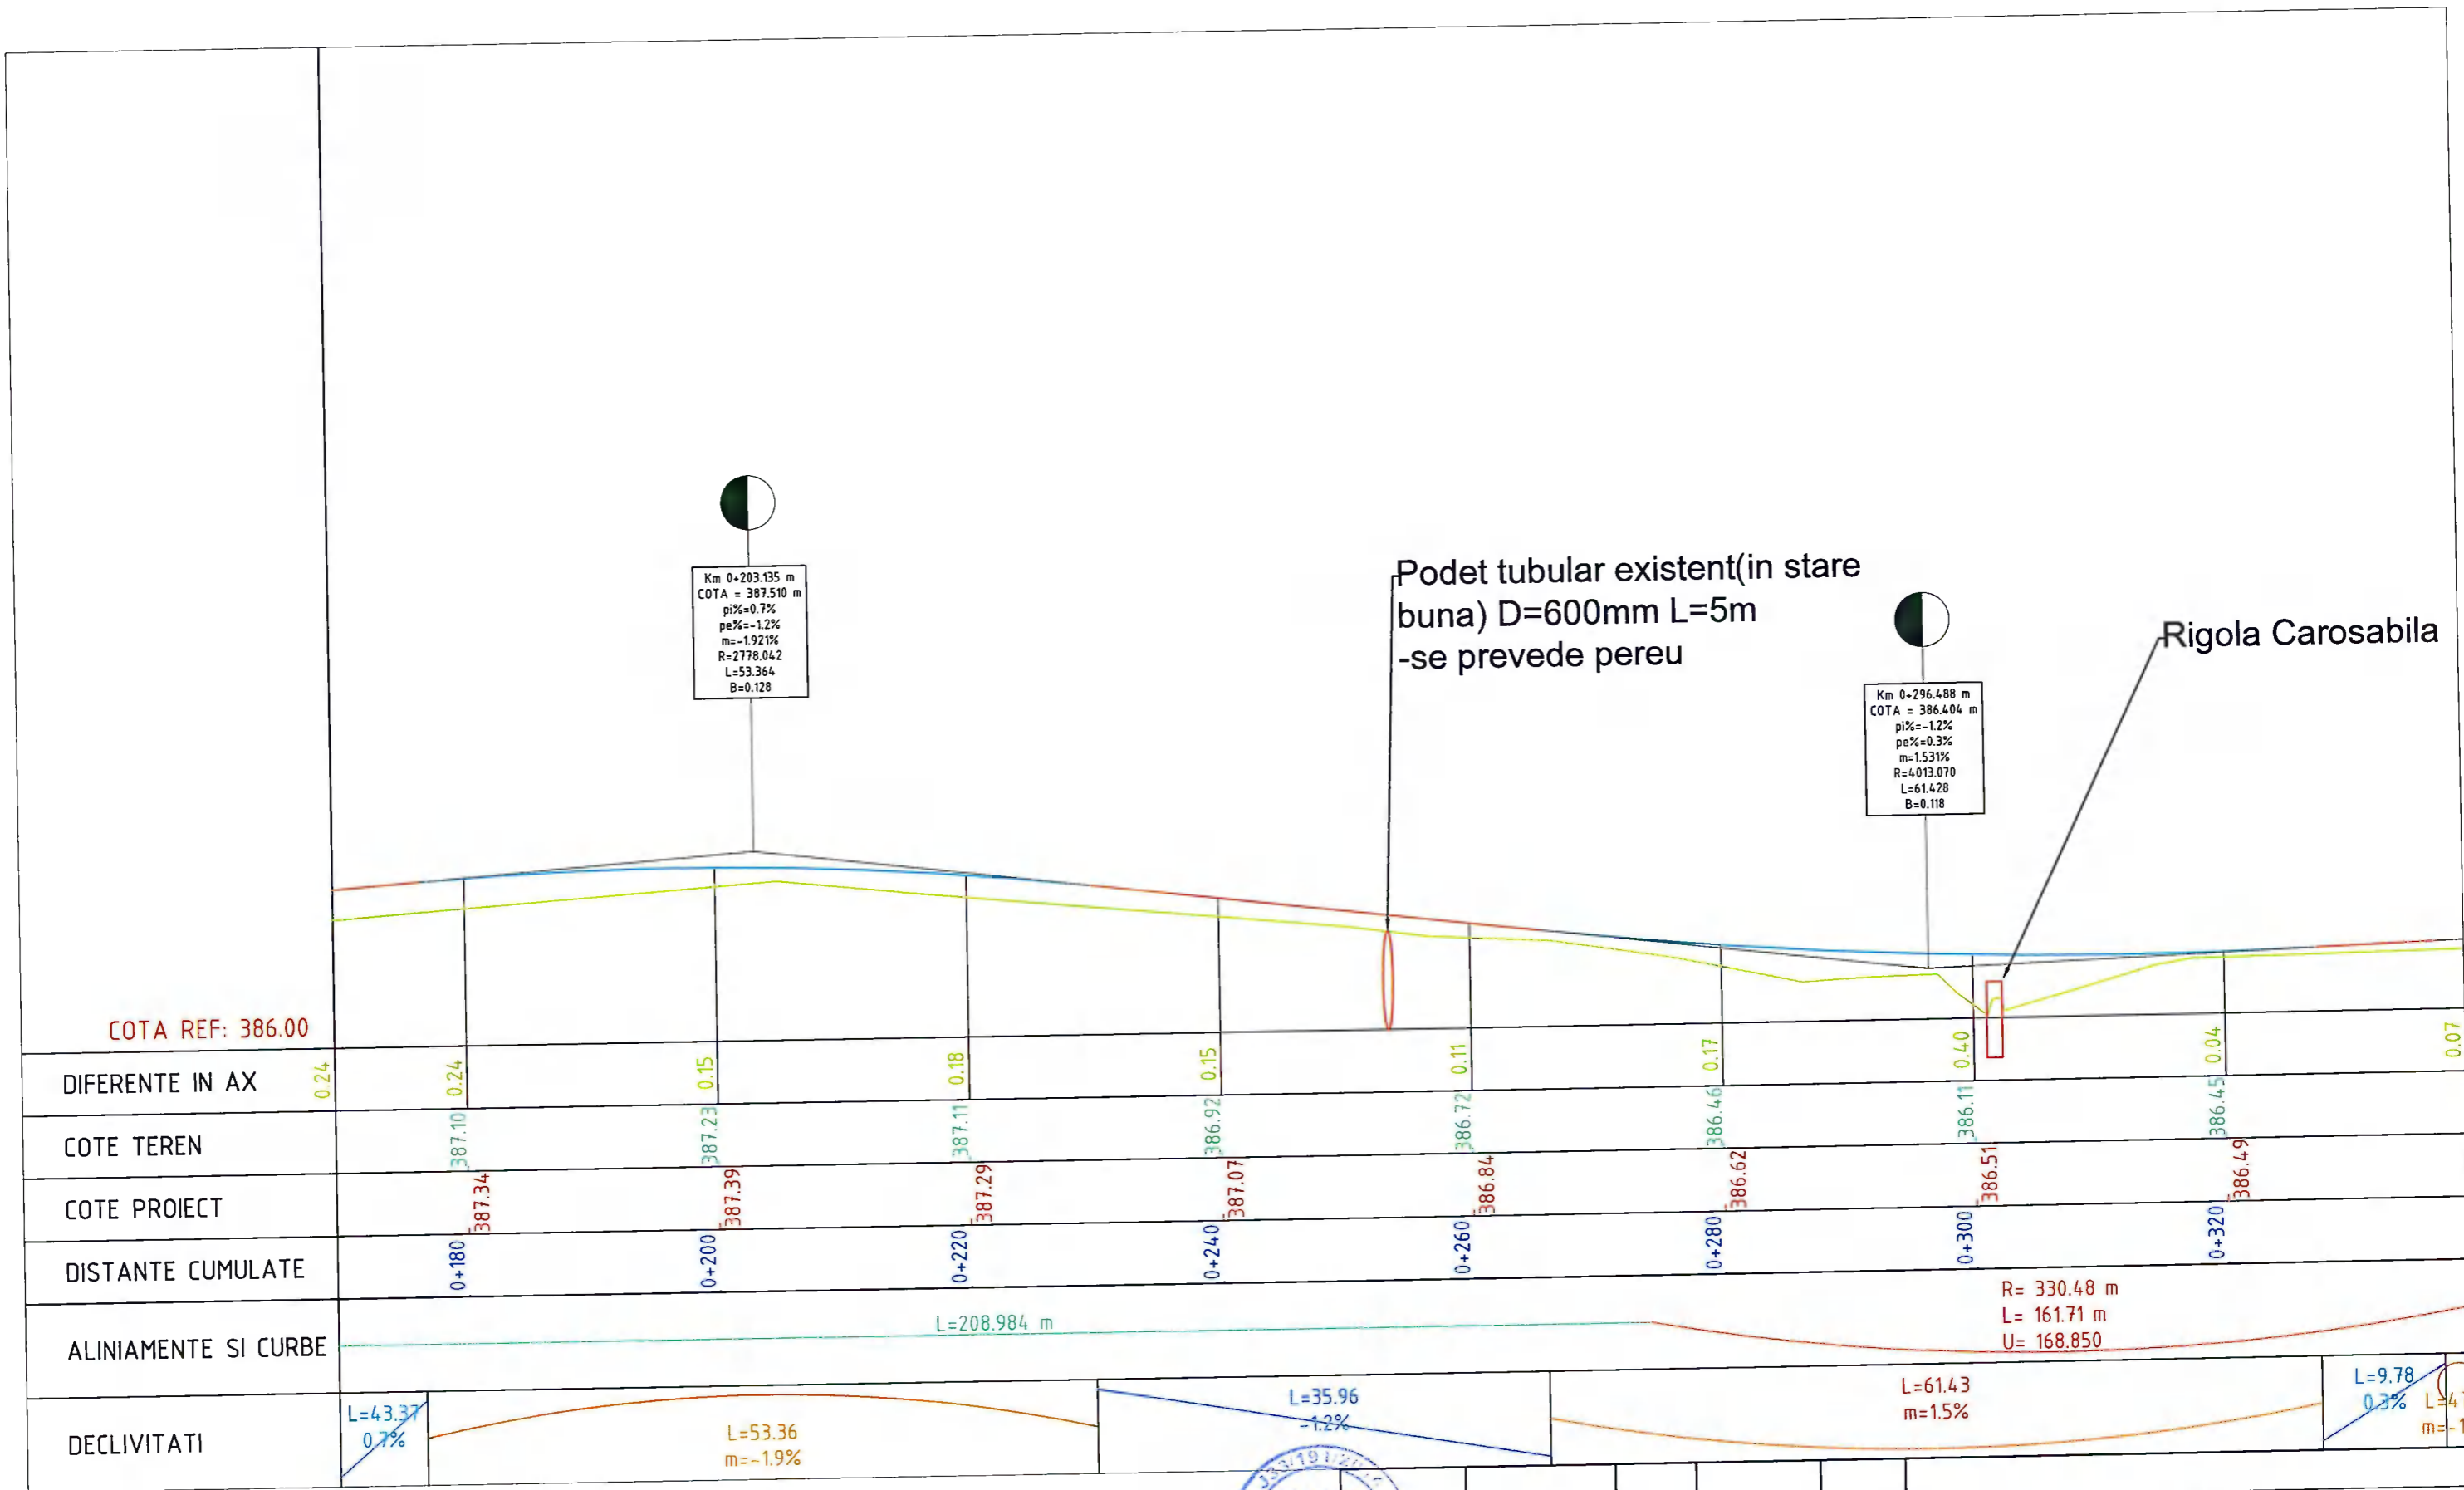 Km 0+203.135 m
COTA = 387.510 m
pi%=0.7%
pe%=-1.2%
m=-1.921%
R=2778.042
L=53.364
B=0.128
Podet tubular existent(in stare
buna) D=600mm L=5m
-se prevede pereu
Km 0+296.488 m
COTA = 386.404 m
pi%=-1.2%
pe%=0.3%
m=1.531%
R=4013.070
L=61.428
B=0.118
Rigola Carosabila
COTA REF: 386.00
DIFERENTE IN AX 0.24 0.24 0.15 0.18 0.15 0.11 0.17 0.40 0.04 0.07
COTE TEREN 387.10 387.23 387.11 386.92 386.72 386.46 386.11 386.45
COTE PROIECT 387.34 387.39 387.29 387.07 386.84 386.62 386.51 386.49
DISTANTE CUMULATE 0+180 0+200 0+220 0+240 0+260 0+280 0+300 0+320
ALINIAMENTE SI CURBE
L=208.984 m
R= 330.48 m
L= 161.71 m
U= 168.850
DECLIVITATI
L=43.37
0.7%
L=53.36
m=-1.9%
L=35.96
-1.2%
L=61.43
m=1.5%
L=9.78
0.3%